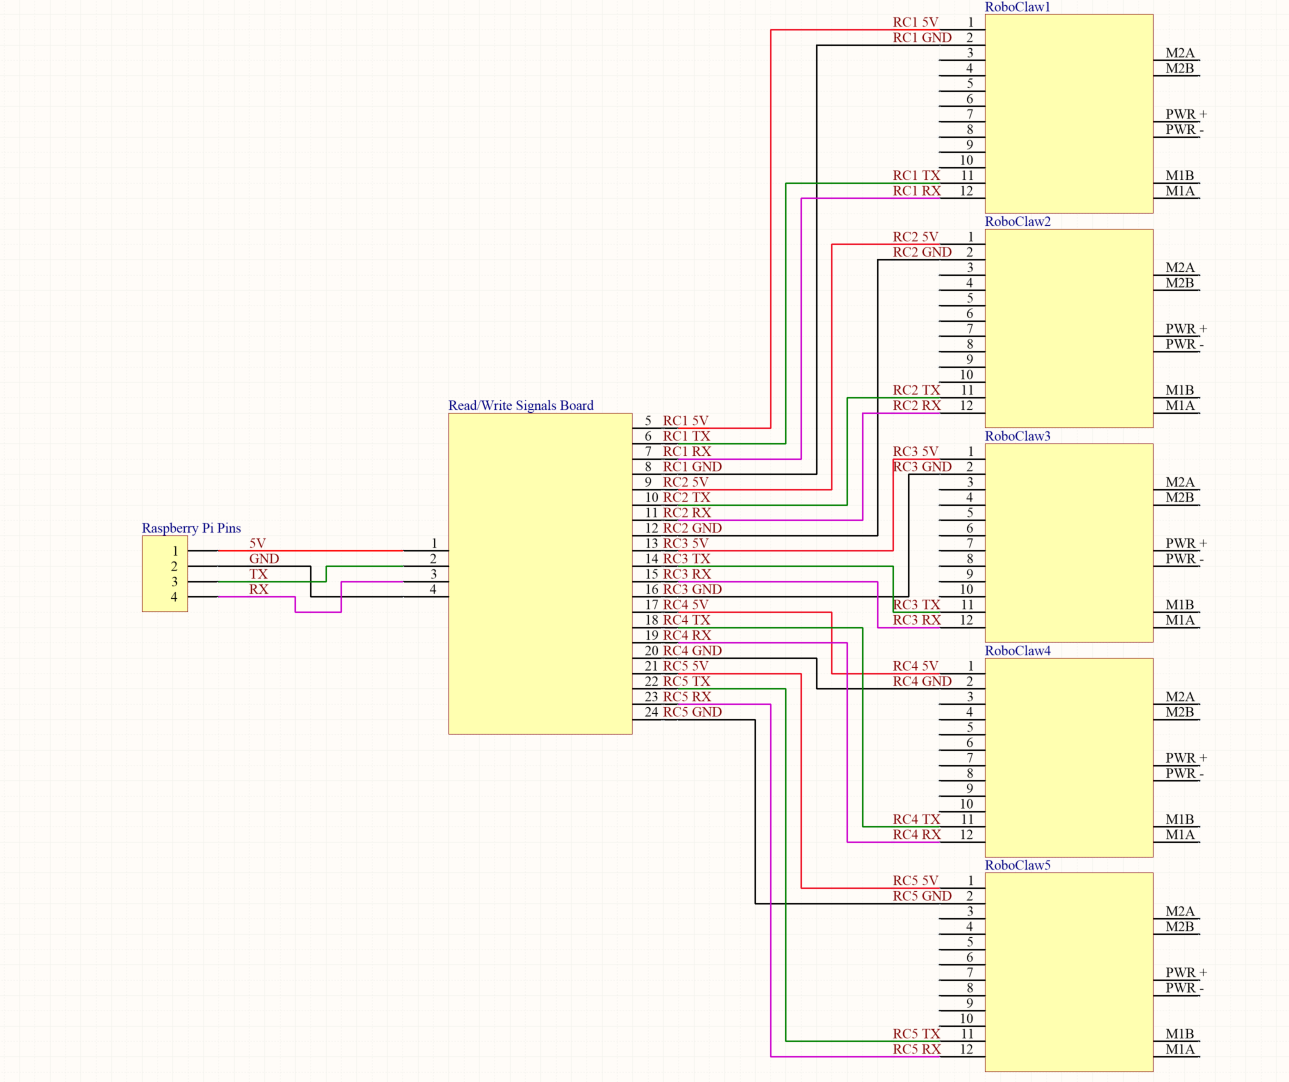 RoboClaw1
RC1 5V 1
RC1 GND 2
3 M2A
4 M2B
5
6
7 PWR +
8 PWR -
9
10
RC1 TX 11 M1B
RC1 RX 12 M1A
RoboClaw2
RC2 5V 1
RC2 GND 2
3 M2A
4 M2B
5
6
7 PWR +
8 PWR -
9
10
RC2 TX 11 M1B
RC2 RX 12 M1A
RoboClaw3
RC3 5V 1
RC3 GND 2
3 M2A
4 M2B
5
6
7 PWR +
8 PWR -
9
10
RC3 TX 11 M1B
RC3 RX 12 M1A
RoboClaw4
RC4 5V 1
RC4 GND 2
3 M2A
4 M2B
5
6
7 PWR +
8 PWR -
9
10
RC4 TX 11 M1B
RC4 RX 12 M1A
RoboClaw5
RC5 5V 1
RC5 GND 2
3 M2A
4 M2B
5
6
7 PWR +
8 PWR -
9
10
RC5 TX 11 M1B
RC5 RX 12 M1A
Read/Write Signals Board
5 RC1 5V
6 RC1 TX
7 RC1 RX
8 RC1 GND
9 RC2 5V
10 RC2 TX
11 RC2 RX
12 RC2 GND
13 RC3 5V
14 RC3 TX
15 RC3 RX
16 RC3 GND
17 RC4 5V
18 RC4 TX
19 RC4 RX
20 RC4 GND
21 RC5 5V
22 RC5 TX
23 RC5 RX
24 RC5 GND
Raspberry Pi Pins
1 5V 1
2 GND 2
3 TX 3
4 RX 4